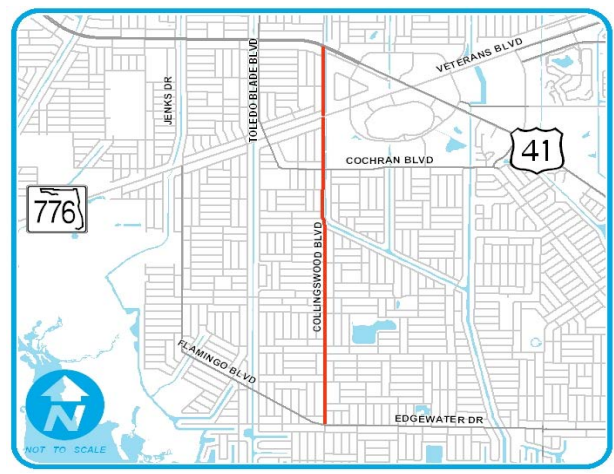 VETERANS BLVD
TOLEDO BLADE BLVD
JENKS DR
41
COCHRAN BLVD
776
COLLINGSWOOD BLVD
FLAMINGO BLVD
EDGEWATER DR
N
NOT TO SCALE